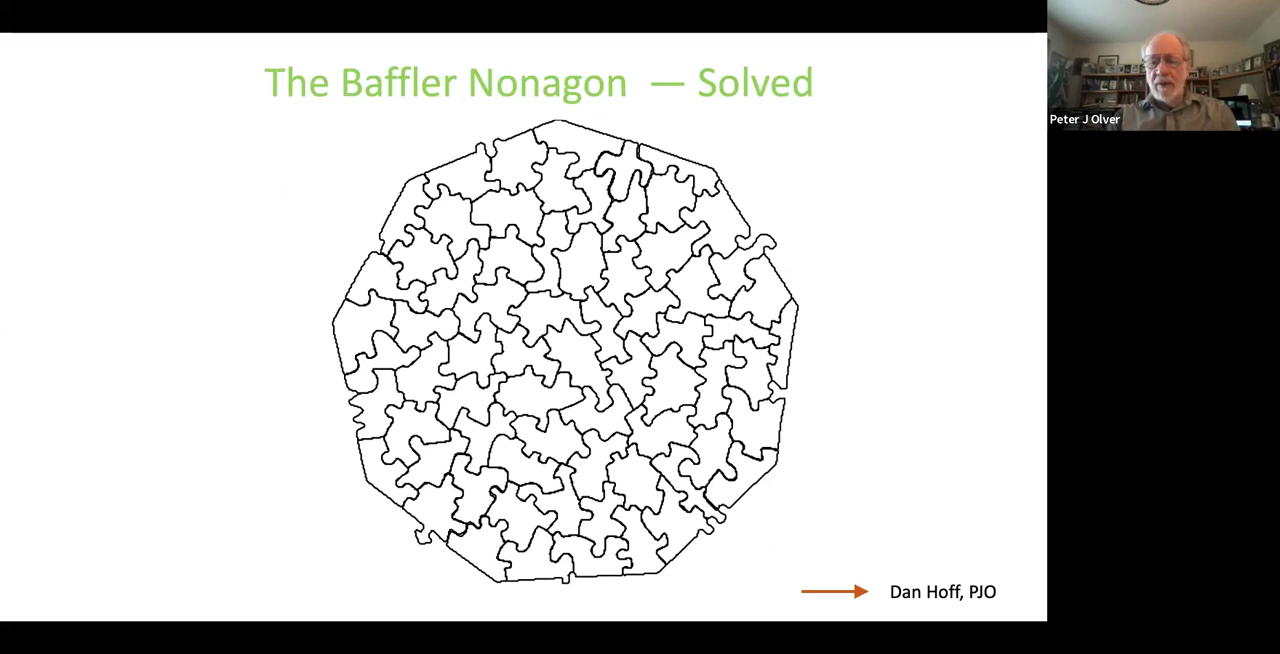 The Baffler Nonagon — Solved
Peter J Olver
Dan Hoff, PJO